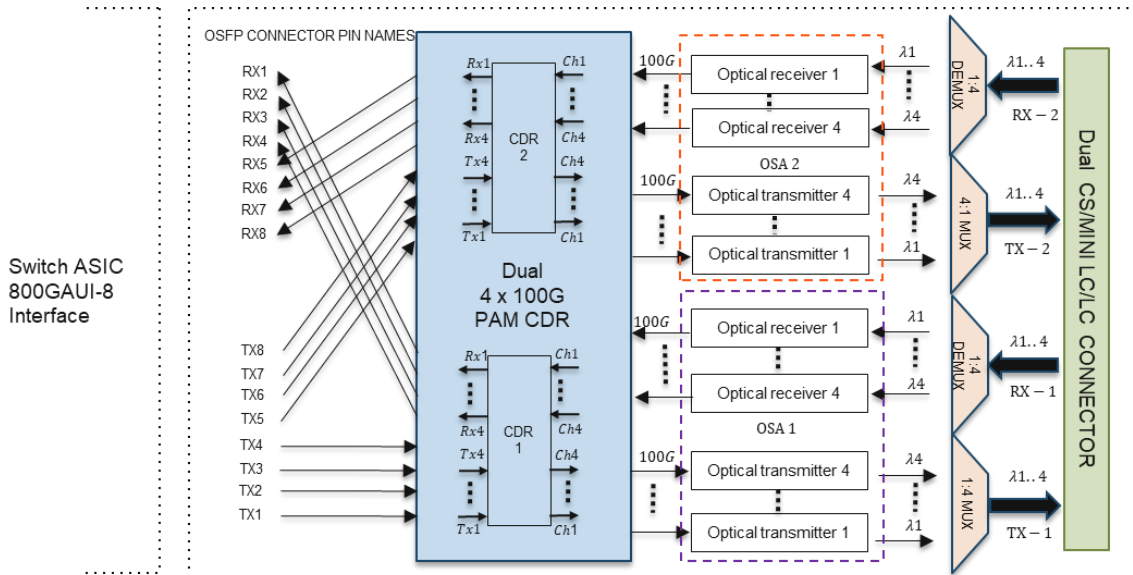 OSFP CONNECTOR PIN NAMES
RX1
RX2
RX3
RX4
RX5
RX6
RX7
RX8
Switch ASIC
800GAUI-8
Interface
TX8
TX7
TX6
TX5
TX4
TX3
TX2
TX1
Rx1
Ch1
Rx4
Ch4
CDR
2
Tx4
Ch4
Tx1
Ch1
Dual
4 x 100G
PAM CDR
Rx1
Ch1
Rx4
Ch4
CDR
1
Tx4
Ch4
Tx1
Ch1
100G
Optical receiver 1
λ1
Optical receiver 4
λ4
OSA 2
100G
Optical transmitter 4
λ4
Optical transmitter 1
λ1
100G
Optical receiver 1
λ1
Optical receiver 4
λ4
OSA 1
100G
Optical transmitter 4
λ4
Optical transmitter 1
λ1
1:4
DEMUX
λ1..4
RX-2
4:1 MUX
λ1..4
TX-2
1:4
DEMUX
λ1..4
RX-1
1:4 MUX
λ1..4
TX-1
Dual CS/MINI LC/LC CONNECTOR